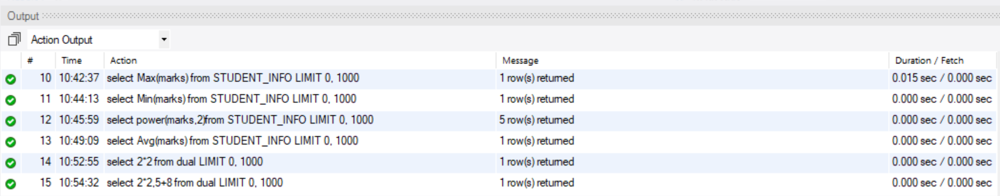 Output
Action Output
# Time Action Message Duration / Fetch
10 10:42:37 select Max(marks) from STUDENT_INFO LIMIT 0, 1000 1 row(s) returned 0.015 sec / 0.000 sec
11 10:44:13 select Min(marks) from STUDENT_INFO LIMIT 0, 1000 1 row(s) returned 0.000 sec / 0.000 sec
12 10:45:59 select power(marks,2)from STUDENT_INFO LIMIT 0, 1000 5 row(s) returned 0.000 sec / 0.000 sec
13 10:49:09 select Avg(marks) from STUDENT_INFO LIMIT 0, 1000 1 row(s) returned 0.000 sec / 0.000 sec
14 10:52:55 select 2*2 from dual LIMIT 0, 1000 1 row(s) returned 0.000 sec / 0.000 sec
15 10:54:32 select 2*2,5+8 from dual LIMIT 0, 1000 1 row(s) returned 0.000 sec / 0.000 sec